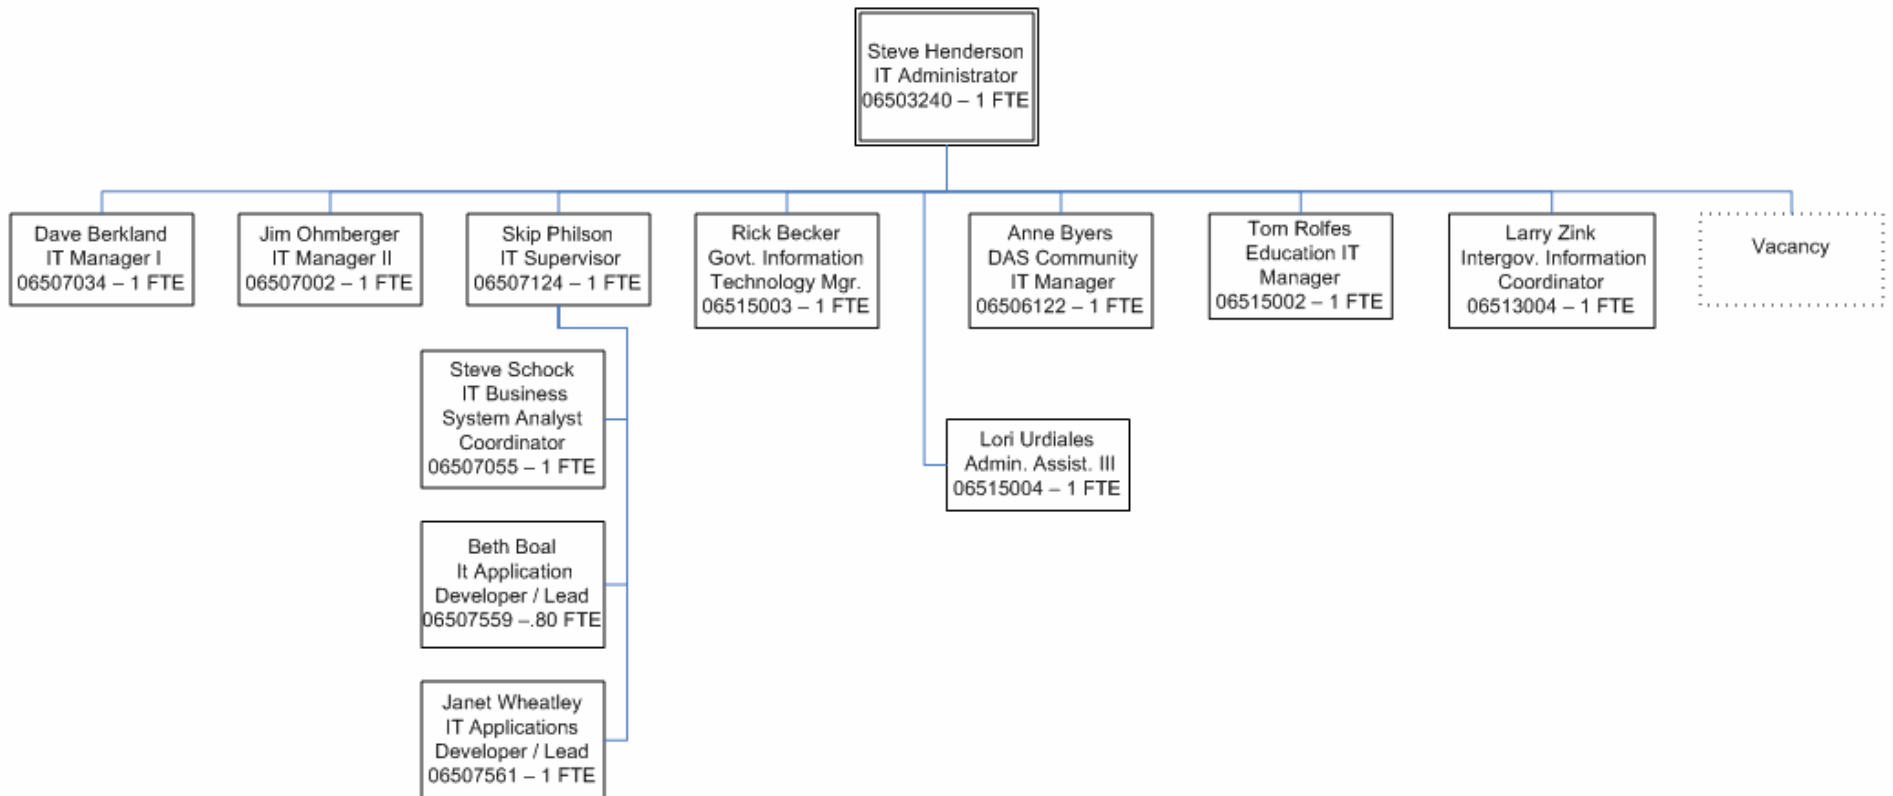 Steve Henderson
IT Administrator
06503240 – 1 FTE
Dave Berkland
IT Manager I
06507034 – 1 FTE
Jim Ohmberger
IT Manager II
06507002 – 1 FTE
Skip Philson
IT Supervisor
06507124 – 1 FTE
Rick Becker
Govt. Information
Technology Mgr.
06515003 – 1 FTE
Anne Byers
DAS Community
IT Manager
06506122 – 1 FTE
Tom Rolfes
Education IT
Manager
06515002 – 1 FTE
Larry Zink
Intergov. Information
Coordinator
06513004 – 1 FTE
Vacancy
Steve Schock
IT Business
System Analyst
Coordinator
06507055 – 1 FTE
Lori Urdiales
Admin. Assist. III
06515004 – 1 FTE
Beth Boal
It Application
Developer / Lead
06507559 –.80 FTE
Janet Wheatley
IT Applications
Developer / Lead
06507561 – 1 FTE